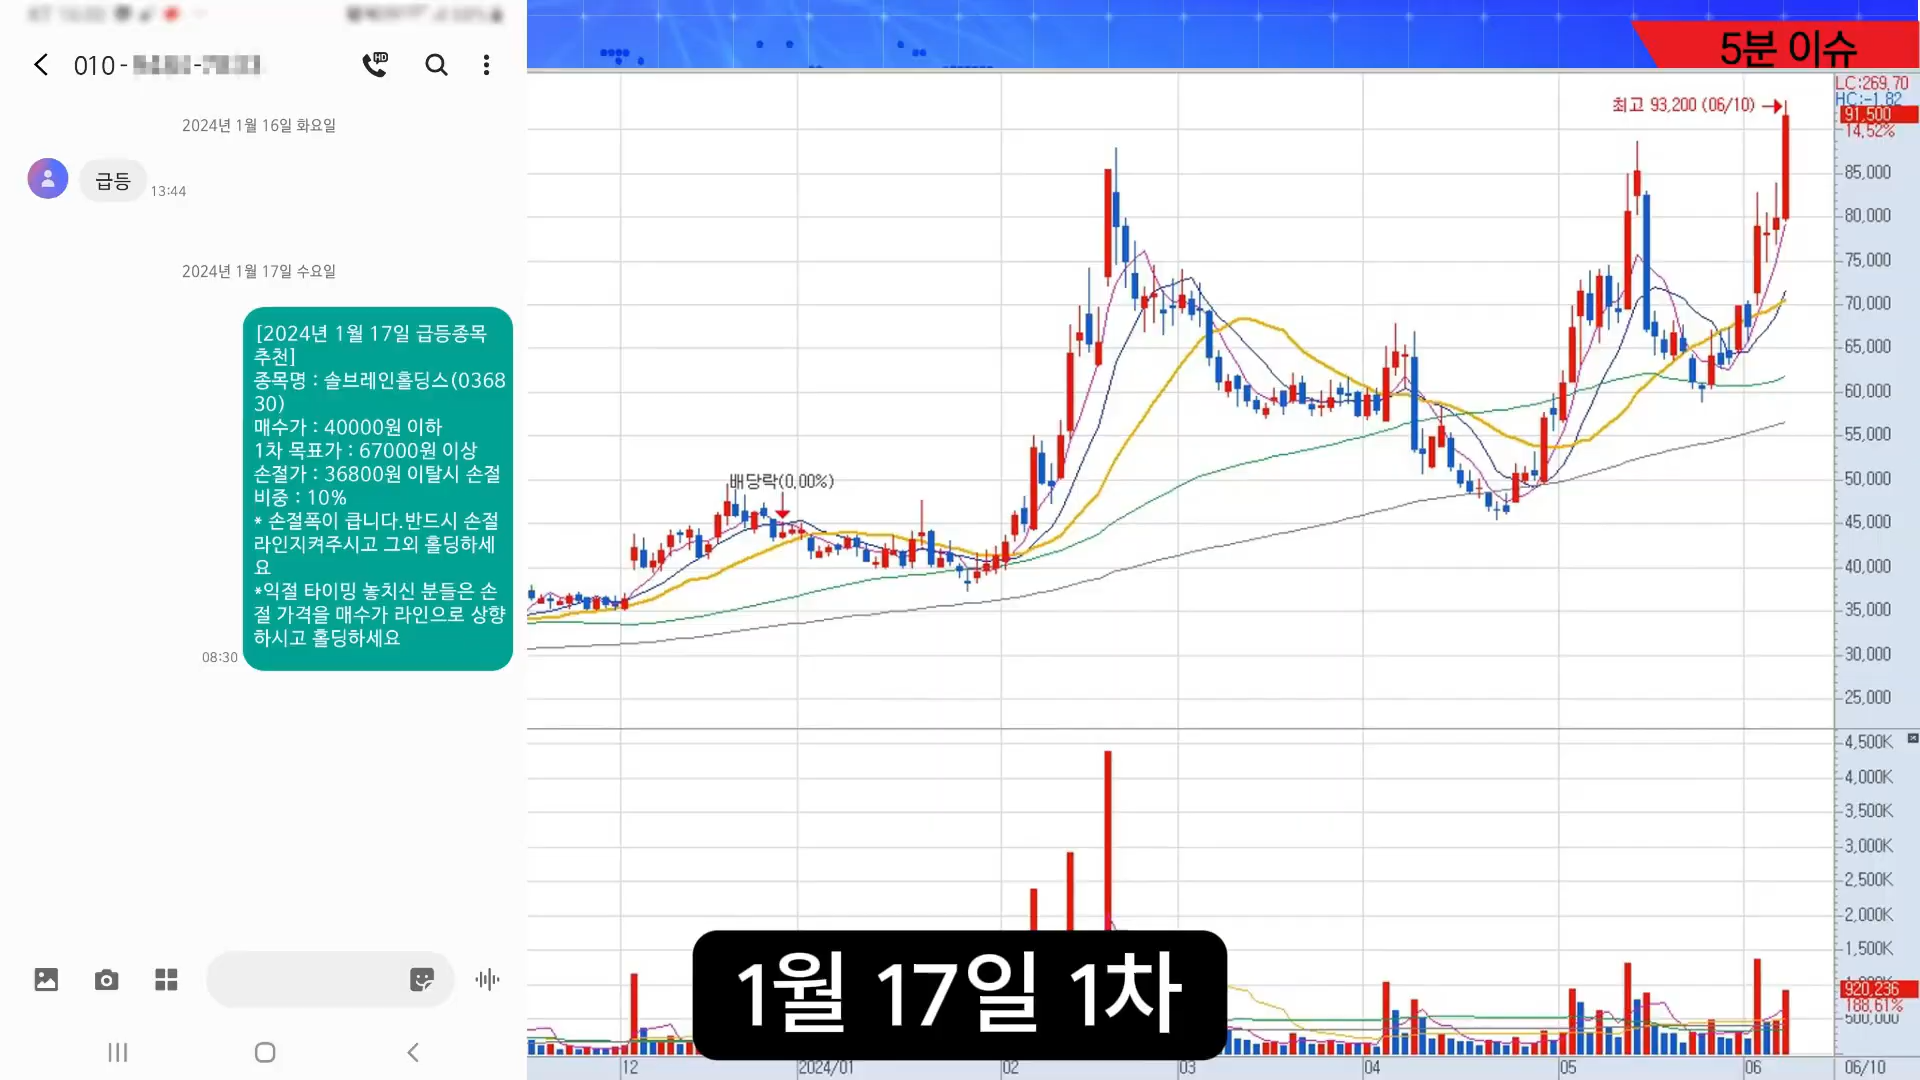 010-
2024년 1월 16일 화요일
급등
13:44
2024년 1월 17일 수요일
[2024년 1월 17일 급등종목
추천]
종목명 : 솔브레인홀딩스(0368
30)
매수가 : 40000원 이하
1차 목표가 : 67000원 이상
손절가 : 36800원 이탈시 손절
비중 : 10%
* 손절폭이 큽니다.반드시 손절
라인지켜주시고 그외 홀딩하세
요
*익절 타이밍 놓치신 분들은 손
절 가격을 매수가 라인으로 상향
하시고 홀딩하세요
08:30
5분 이슈
LC:269.70
HC:-1.82
최고 93,200 (06/10)
91,500
14.52%
85,000
80,000
75,000
70,000
65,000
60,000
55,000
배당락(0.00%)
50,000
45,000
40,000
35,000
30,000
25,000
4,500K
4,000K
3,500K
3,000K
2,500K
2,000K
1,500K
920,236
188.61%
500,000
1월 17일 1차
12
2024/01
02
03
04
05
06
06/10